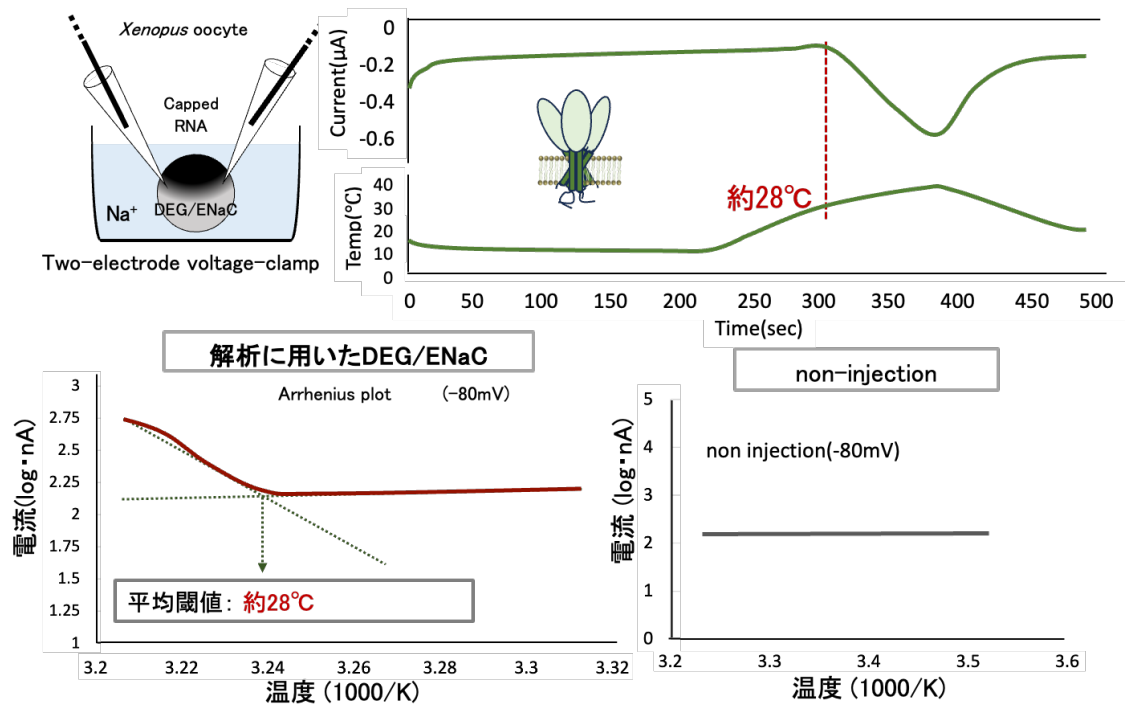 Xenopus oocyte
Capped
RNA
Na⁺
DEG/ENaC
Two-electrode voltage-clamp
Current(μA)
0
-0.2
-0.4
-0.6
約28℃
Temp(℃)
40
30
20
10
0
0 50 100 150 200 250 300 350 400 450 500
Time(sec)
解析に用いたDEG/ENaC
Arrhenius plot (-80mV)
電流(log・nA)
3
2.75
2.5
2.25
2
1.75
1.5
1.25
1
平均閾値: 約28℃
3.2 3.22 3.24 3.26 3.28 3.3 3.32
温度 (1000/K)
non-injection
non injection(-80mV)
電流 (log・nA)
5
4
3
2
1
0
3.2 3.3 3.4 3.5 3.6
温度 (1000/K)